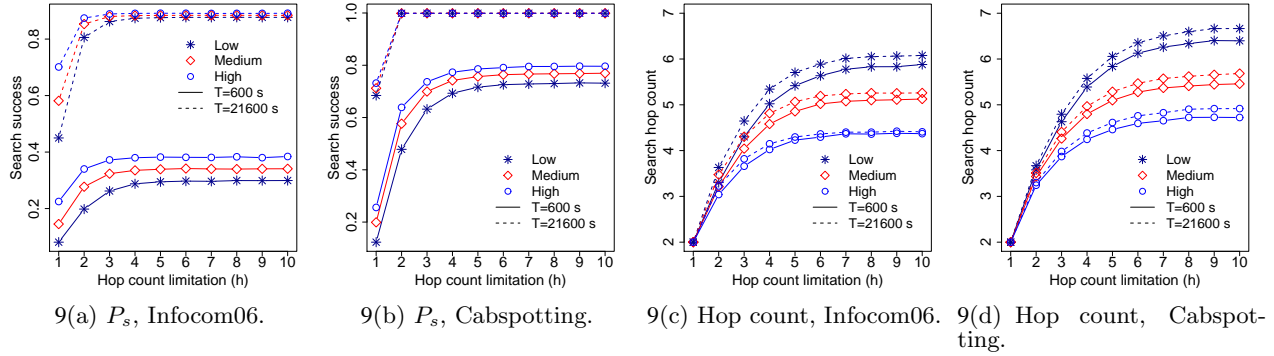 Search success
0.2 0.4 0.6 0.8
Low
Medium
High
T=600 s
T=21600 s
1 2 3 4 5 6 7 8 9 10
Hop count limitation (h)
9(a) P_s, Infocom06.
Search success
0.2 0.4 0.6 0.8 1.0
Low
Medium
High
T=600 s
T=21600 s
1 2 3 4 5 6 7 8 9 10
Hop count limitation (h)
9(b) P_s, Cabspotting.
Search hop count
2 3 4 5 6 7
Low
Medium
High
T=600 s
T=21600 s
1 2 3 4 5 6 7 8 9 10
Hop count limitation (h)
9(c) Hop count, Infocom06.
Search hop count
2 3 4 5 6 7
Low
Medium
High
T=600 s
T=21600 s
1 2 3 4 5 6 7 8 9 10
Hop count limitation (h)
9(d) Hop count, Cabspot-
ting.